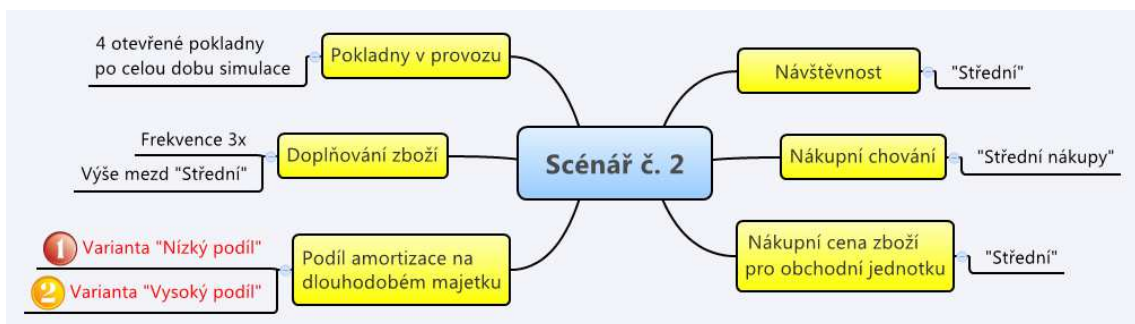 4 otevřené pokladny
po celou dobu simulace
Pokladny v provozu
Návštěvnost
"Střední"
Frekvence 3x
Výše mezd "Střední"
Doplňování zboží
Scénář č. 2
Nákupní chování
"Střední nákupy"
1 Varianta "Nízký podíl"
2 Varianta "Vysoký podíl"
Podíl amortizace na
dlouhodobém majetku
Nákupní cena zboží
pro obchodní jednotku
"Střední"